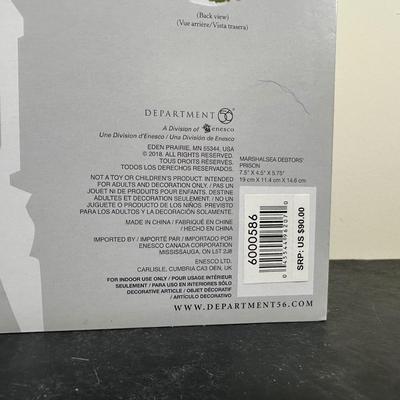 (Back view)
(Vue arrière/Vista trasera)
DEPARTMENT 56
A Division of enesco
Une Division d'Enesco / Una División de Enesco
EDEN PRAIRIE, MN 55344, USA
© 2018. ALL RIGHTS RESERVED.
TOUS DROITS RÉSERVÉS.
TODOS LOS DERECHOS RESERVADOS.
NOT A TOY OR CHILDREN'S PRODUCT. INTENDED
FOR ADULTS AND DECORATION ONLY. / PAS UN
JOUET NI DE PRODUIT POUR ENFANTS. DESTINE
ADULTES ET DECORATION SEULEMENT. / NO UN
JUGUETE O PRODUCTO DE LOS NIÑOS. PREVISTO
PARA LOS ADULTOS Y LA DECORACIÓN SOLAMENTE.
MADE IN CHINA / FABRIQUÉ EN CHINE
/ HECHO EN CHINA
IMPORTED BY / IMPORTÉ PAR / IMPORTADO POR
ENESCO CANADA CORPORATION
MISSISSAUGA, ON L5T 2J8
ENESCO LTD.
CARLISLE, CUMBRIA CA3 0EN, UK
FOR INDOOR USE ONLY / POUR USAGE INTÉRIEUR
SEULEMENT / PARA USO EN INTERIORES SÓLO
DECORATIVE ARTICLE / OBJET DÉCORATIF
/ ARTÍCULO DECORATIVO
WWW.DEPARTMENT56.COM
MARSHALSEA DEBTORS'
PRISON
7.5" X 4.5" X 5.75"
19 cm X 11.4 cm X 14.6 cm
6000586
0 45544 96207 0
SRP: US $90.00